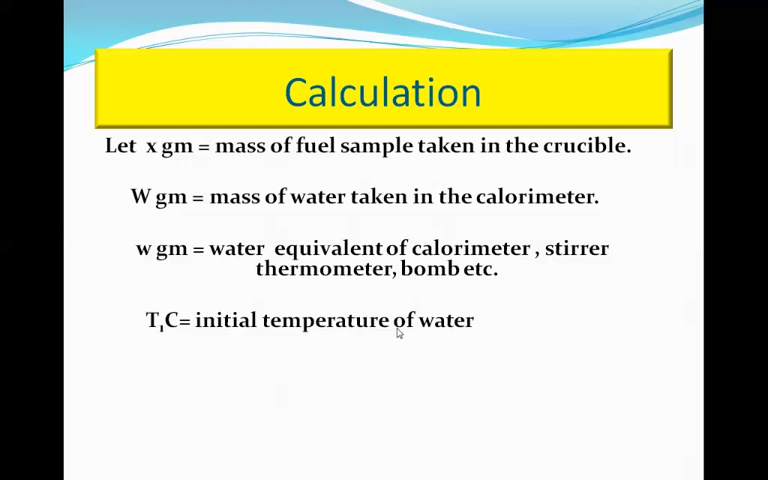 Calculation
Let x gm = mass of fuel sample taken in the crucible.
W gm = mass of water taken in the calorimeter.
w gm = water equivalent of calorimeter , stirrer
thermometer, bomb etc.
T₁C= initial temperature of water